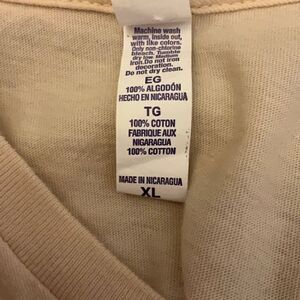 Machine wash
warm, inside out,
with like colors.
Only non-chlorine
bleach. Tumble
dry low. Medium
iron. Do not iron
decoration.
Do not dry clean.
EG
100% ALGODÓN
HECHO EN NICARAGUA
TG
100% COTON
FABRIQUE AUX
NIGARAGUA
100% COTTON
MADE IN NICARAGUA
XL